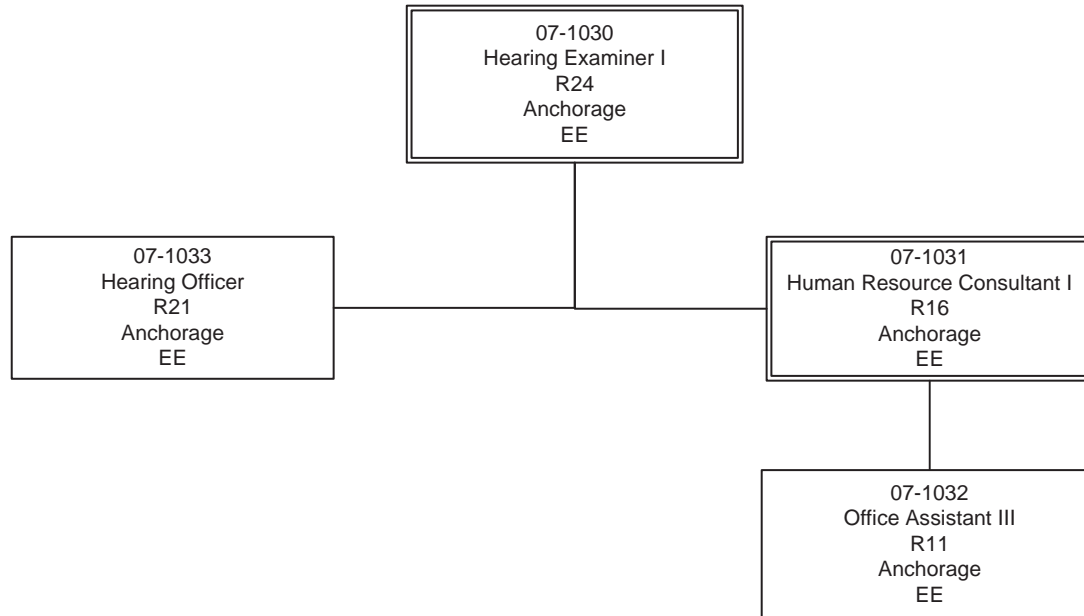 07-1030
Hearing Examiner I
R24
Anchorage
EE
07-1033
Hearing Officer
R21
Anchorage
EE
07-1031
Human Resource Consultant I
R16
Anchorage
EE
07-1032
Office Assistant III
R11
Anchorage
EE